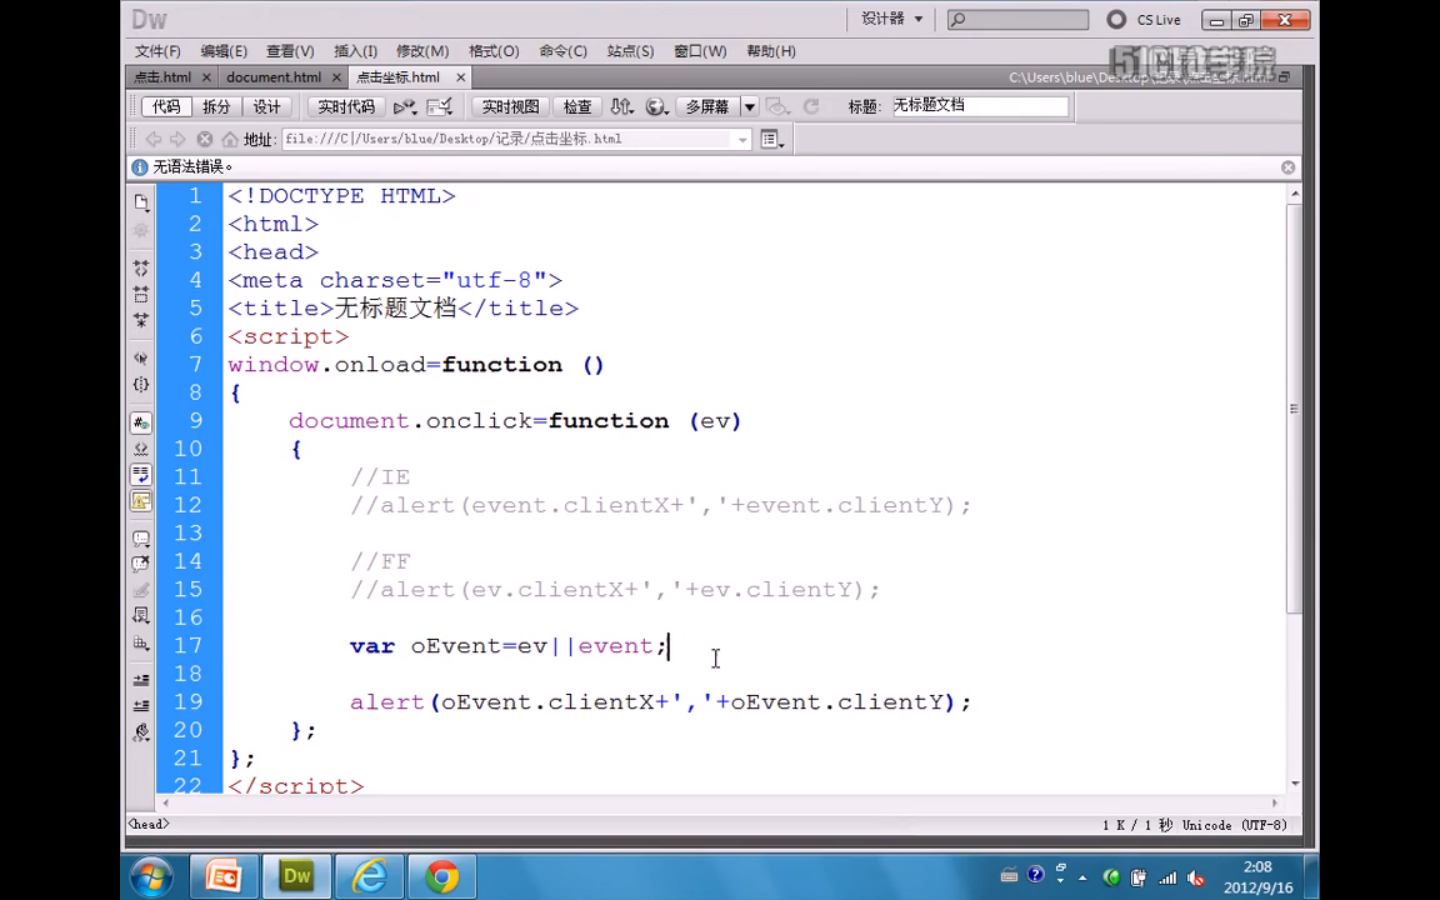 Dw
设计器
CS Live
文件(F) 编辑(E) 查看(V) 插入(I) 修改(M) 格式(O) 命令(C) 站点(S) 窗口(W) 帮助(H)
51CTO学院
点击.html document.html 点击坐标.html
C:\Users\blue\Desktop\记录\点击坐标.html
代码 拆分 设计 实时代码 实时视图 检查 多屏幕 标题: 无标题文档
地址: file:///C|/Users/blue/Desktop/记录/点击坐标.html
无语法错误。
1 <!DOCTYPE HTML>
2 <html>
3 <head>
4 <meta charset="utf-8">
5 <title>无标题文档</title>
6 <script>
7 window.onload=function ()
8 {
9 document.onclick=function (ev)
10 {
11 //IE
12 //alert(event.clientX+','+event.clientY);
13
14 //FF
15 //alert(ev.clientX+','+ev.clientY);
16
17 var oEvent=ev||event;
18
19 alert(oEvent.clientX+','+oEvent.clientY);
20 };
21 };
22 </script>
<head>
1 K / 1 秒 Unicode (UTF-8)
Dw
2:08
2012/9/16